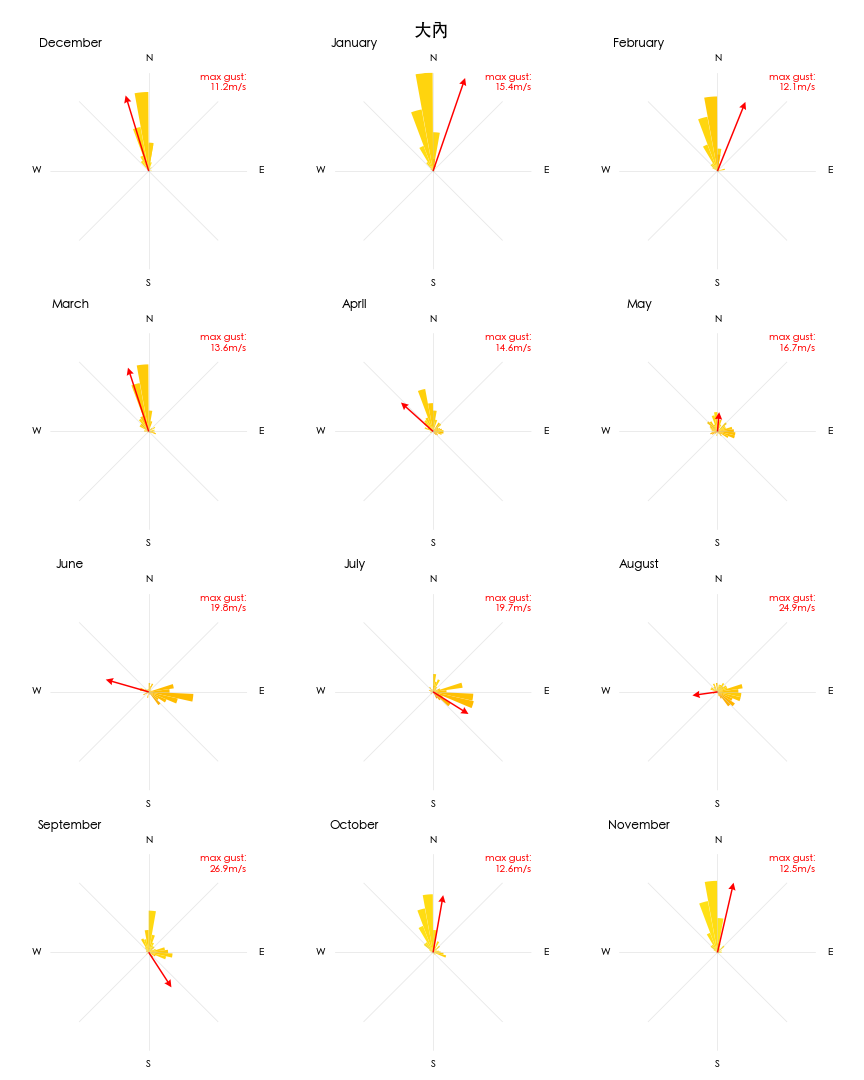 大內
December
N
max gust:
11.2m/s
W
E
S
January
N
max gust:
15.4m/s
W
E
S
February
N
max gust:
12.1m/s
W
E
S
March
N
max gust:
13.6m/s
W
E
S
April
N
max gust:
14.6m/s
W
E
S
May
N
max gust:
16.7m/s
W
E
S
June
N
max gust:
19.8m/s
W
E
S
July
N
max gust:
19.7m/s
W
E
S
August
N
max gust:
24.9m/s
W
E
S
September
N
max gust:
26.9m/s
W
E
S
October
N
max gust:
12.6m/s
W
E
S
November
N
max gust:
12.5m/s
W
E
S